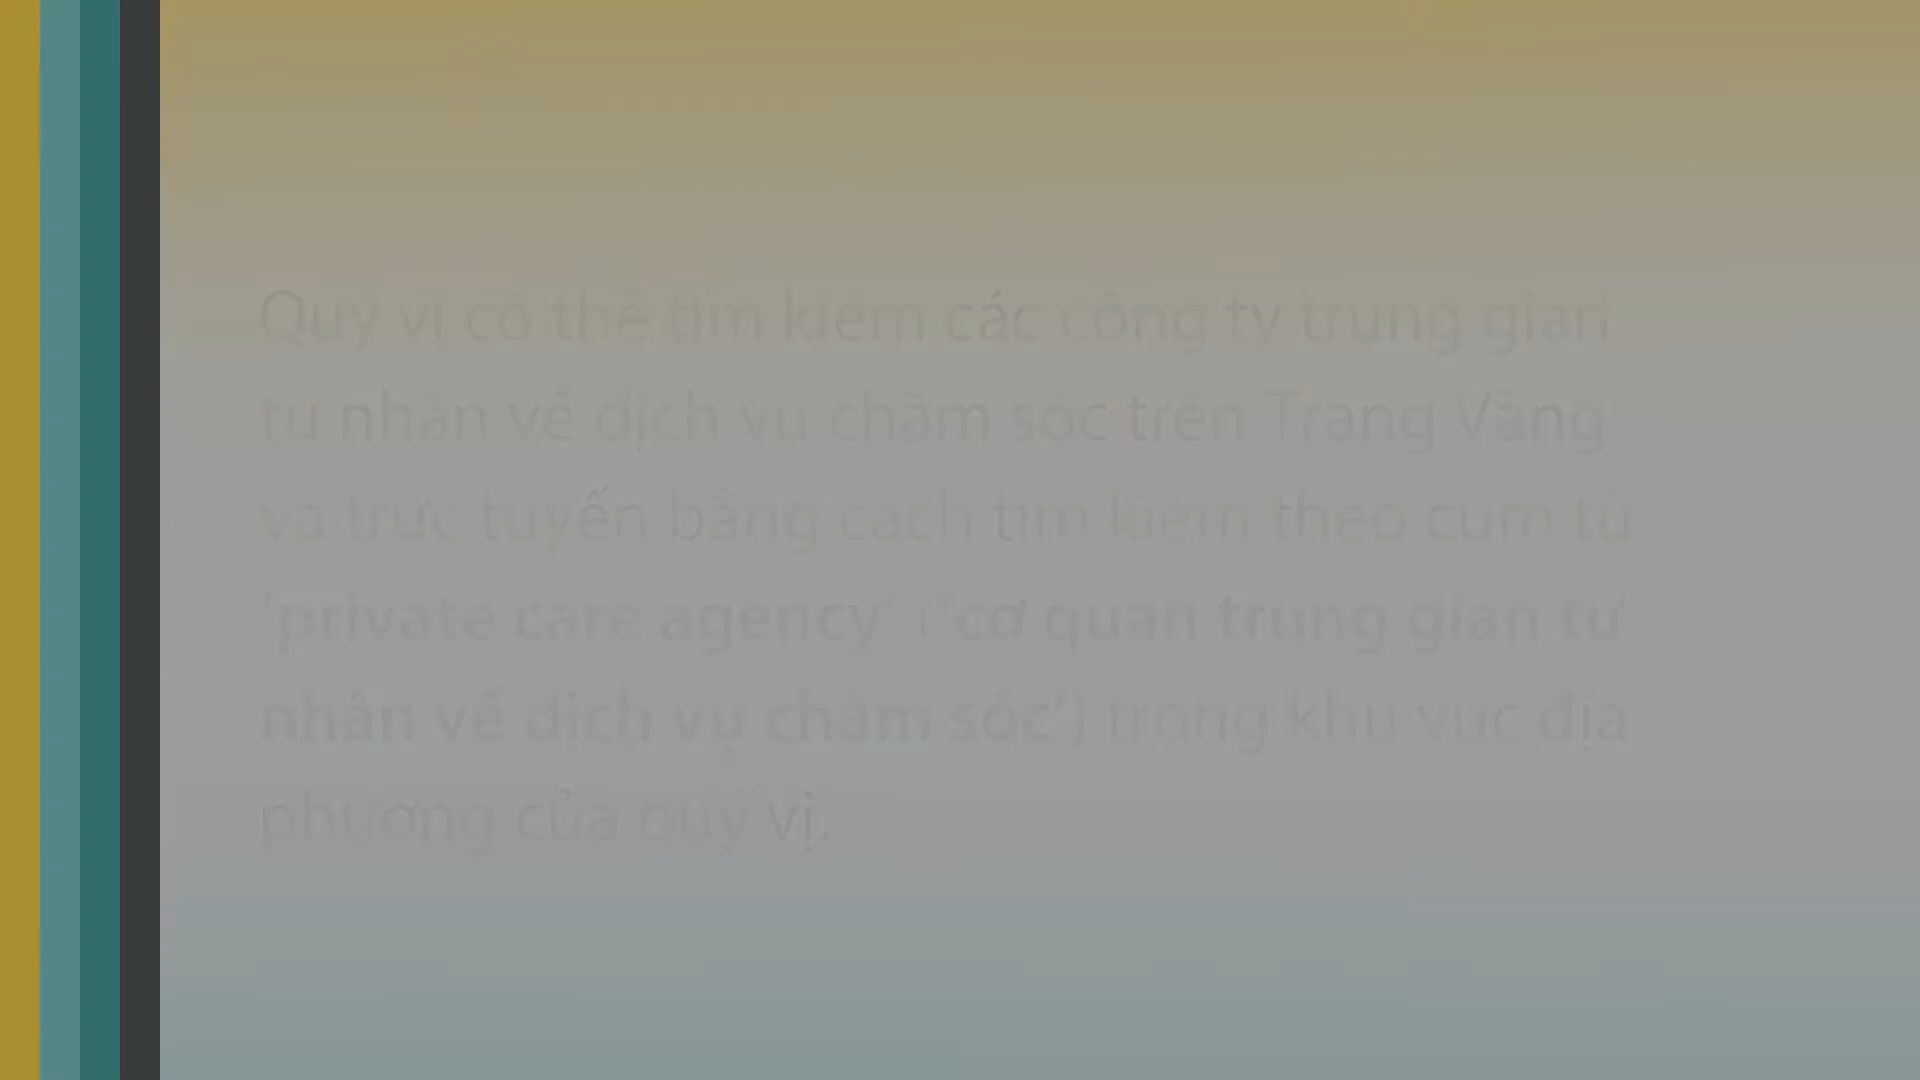 Quý vị có thể tìm kiếm các công ty trung gian
tư nhân về dịch vụ chăm sóc trên Trang Vàng
và trực tuyến bằng cách tìm kiếm theo cụm từ
‘private care agency’ (‘cơ quan trung gian tư
nhân về dịch vụ chăm sóc’) trong khu vực địa
phương của quý vị.